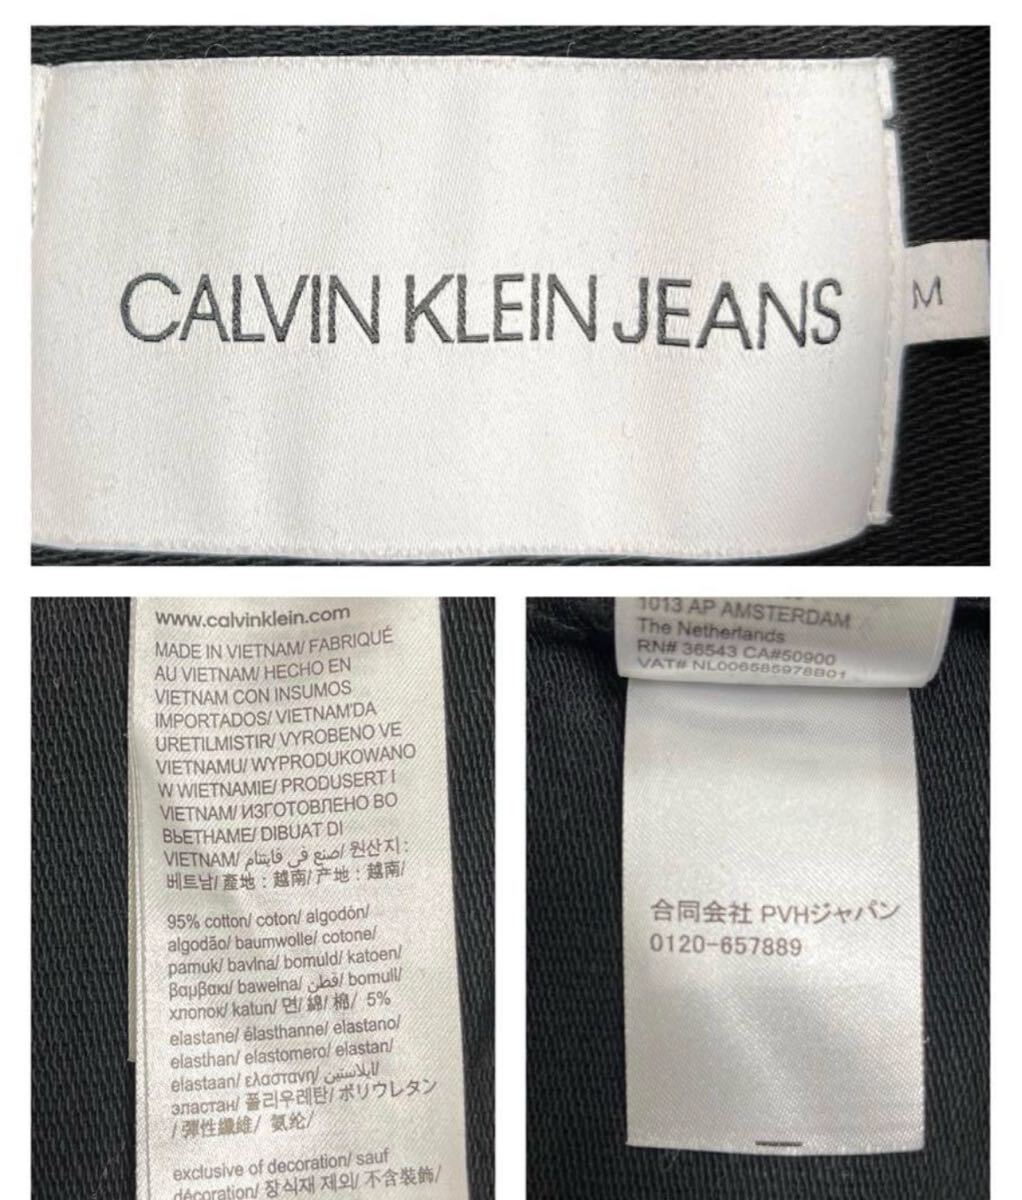 CALVIN KLEIN JEANS
M
www.calvinklein.com
MADE IN VIETNAM/ FABRIQUÉ
AU VIETNAM/ HECHO EN
VIETNAM CON INSUMOS
IMPORTADOS/ VIETNAM'DA
URETILMISTIR/ VYROBENO VE
VIETNAMU/ WYPRODUKOWANO
W WIETNAMIE/ PRODUSERT I
VIETNAM/ ИЗГОТОВЛЕНО ВО
ВЬЕТНАМЕ/ DIBUAT DI
VIETNAM/ صنع في فايتنام/ 원산지 :
베트남/ 產地 : 越南/ 产地 : 越南/
95% cotton/ coton/ algodón/
algodão/ baumwolle/ cotone/
pamuk/ bavlna/ bomuld/ katoen/
βαμβακι/ bawełna/ قطن/ bomull/
хлопок/ katun/ 면/ 綿/ 棉/ 5%
elastane/ élasthanne/ elastano/
elasthan/ elastomero/ elastan/
elastaan/ ελαστανη/ ايلاستين/
эластан/ 폴리우레탄/ ポリウレタン
/ 彈性纖維/ 氨纶/
exclusive of decoration/ sauf
décoration/ 장식재 제외/ 不含裝飾/
1013 AP AMSTERDAM
The Netherlands
RN# 36543 CA#50900
VAT# NL006585978B01
合同会社 PVHジャパン
0120-657889